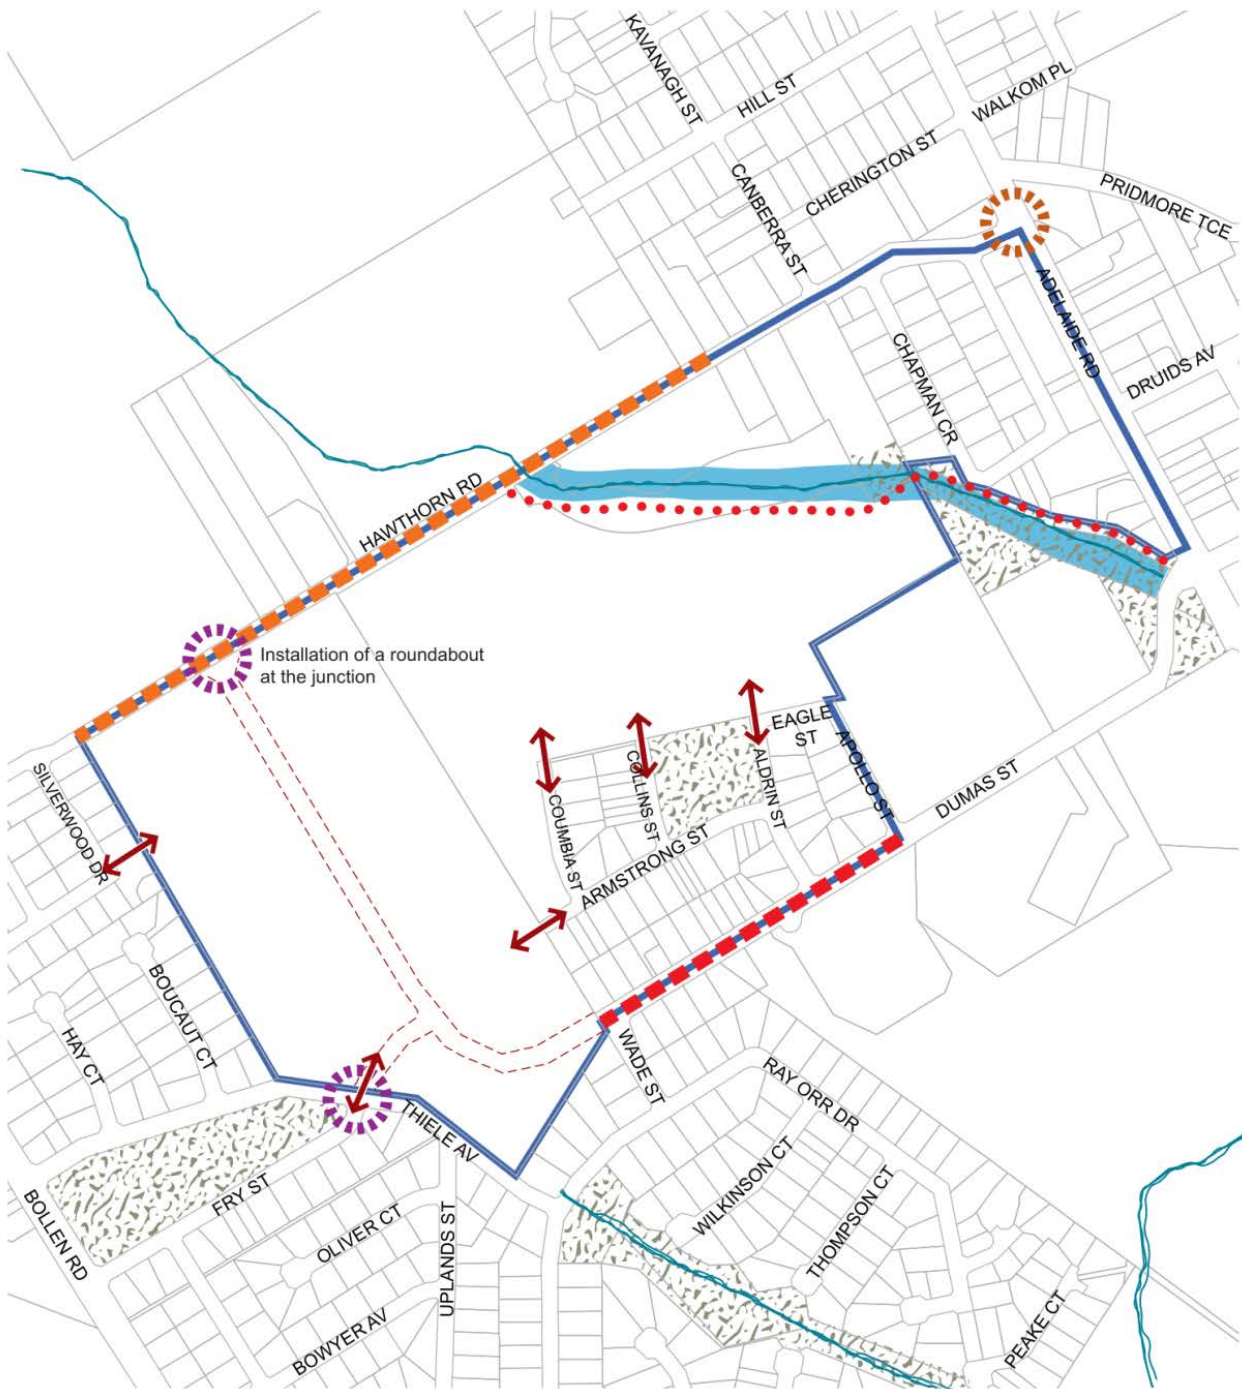 KAVANAGH ST
HILL ST
WALKOM PL
CHERINGTON ST
CANBERRA ST
PRIDMORE TCE
ADELAIDE RD
CHAPMAN CR
DRUIDS AV
HAWTHORN RD
Installation of a roundabout
at the junction
EAGLE
ST
SILVERWOOD DR
COUMBIA ST
COLLINS ST
ALDRIN ST
APOLLO ST
DUMAS ST
ARMSTRONG ST
BOUCAUT CT
HAY CT
WADE ST
RAY ORR DR
THIELE AV
FRY ST
WILKINSON CT
THOMPSON CT
BOLLEN RD
OLIVER CT
UPLANDS ST
BOWYER AV
PEAKE CT